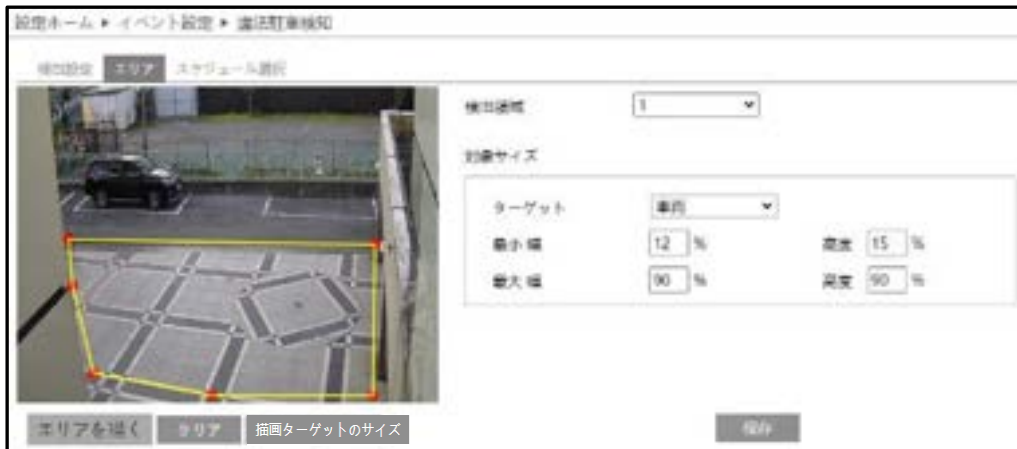 設定ホーム ▸ イベント設定 ▸ 違法駐車検知
検出設定 エリア スケジュール選択
検出領域 1
対象サイズ
ターゲット 車両
最小 幅 12 % 高度 15 %
最大 幅 90 % 高度 90 %
エリアを描く クリア 描画ターゲットのサイズ 保存